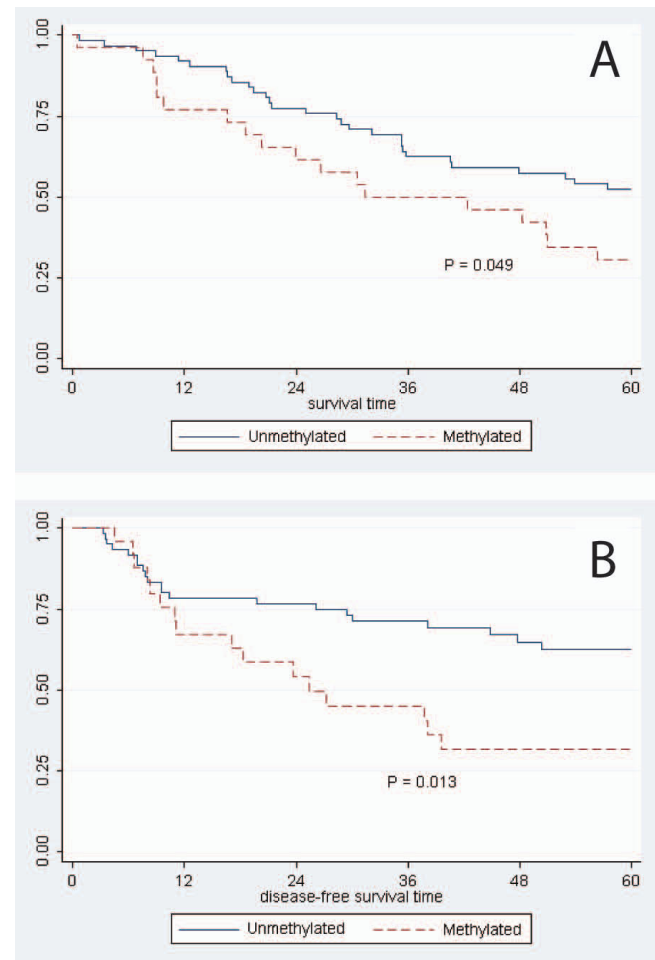 A
1.00
0.75
0.50
0.25
0.00
P = 0.049
0 12 24 36 48 60
survival time
Unmethylated Methylated
B
1.00
0.75
0.50
0.25
0.00
P = 0.013
0 12 24 36 48 60
disease-free survival time
Unmethylated Methylated